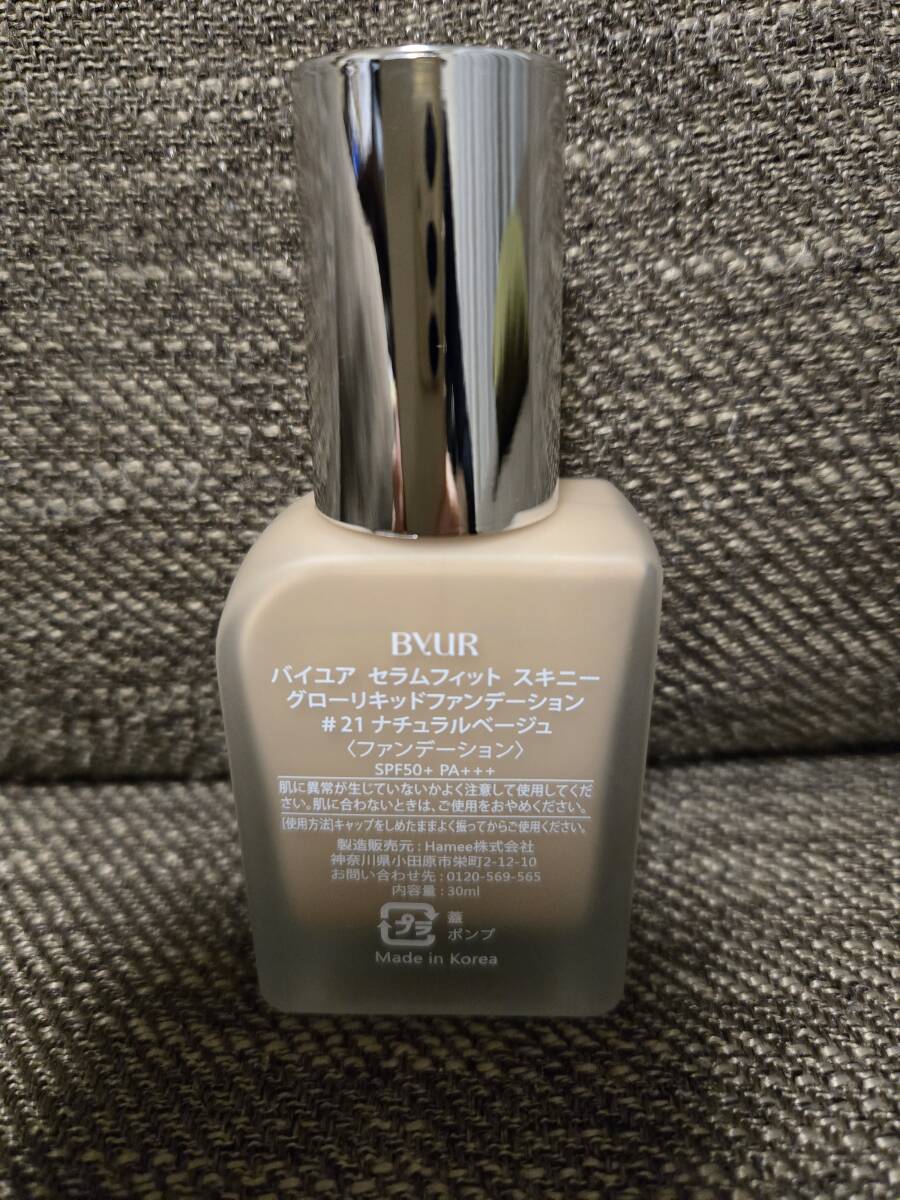 BY.UR
バイユア セラムフィット スキニー
グローリキッドファンデーション
#21 ナチュラルベージュ
〈ファンデーション〉
SPF50+ PA+++
肌に異常が生じていないかよく注意して使用してくだ
さい。肌に合わないときは、ご使用をおやめください。
[使用方法]キャップをしめたままよく振ってからご使用ください。
製造販売元 : Hamee株式会社
神奈川県小田原市栄町2-12-10
お問い合わせ先 : 0120-569-565
内容量 : 30ml
プラ
蓋
ポンプ
Made in Korea